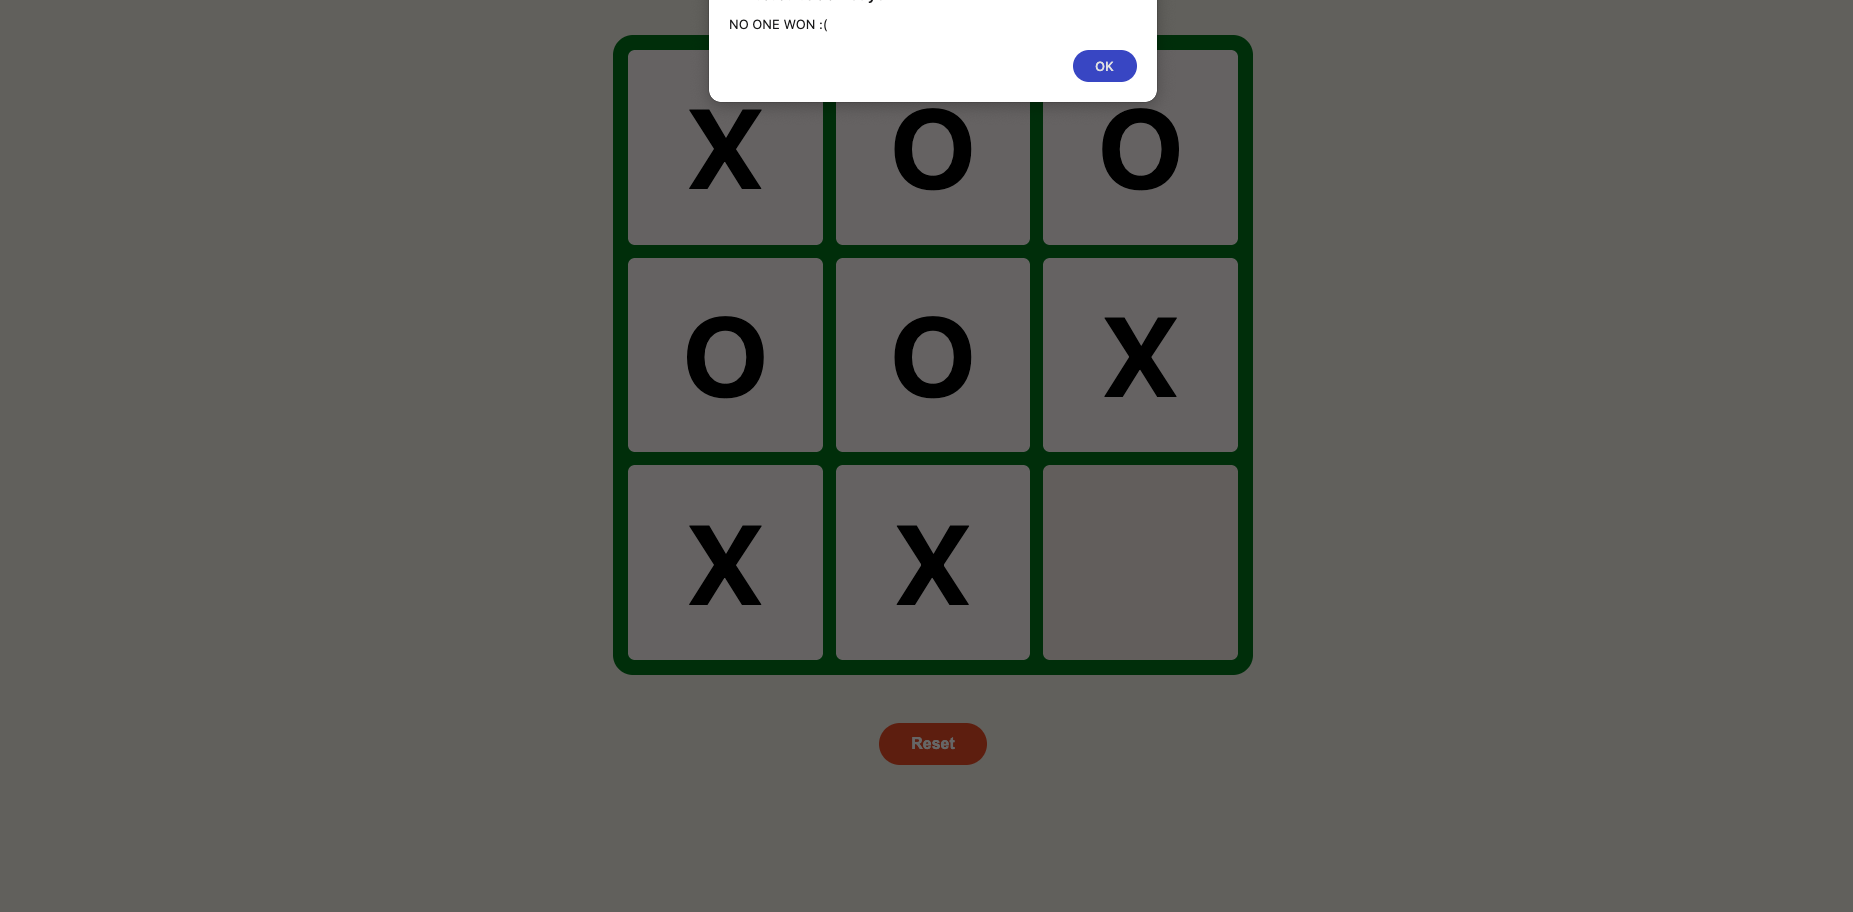 NO ONE WON :(
OK
X O O
O O X
X X
Reset